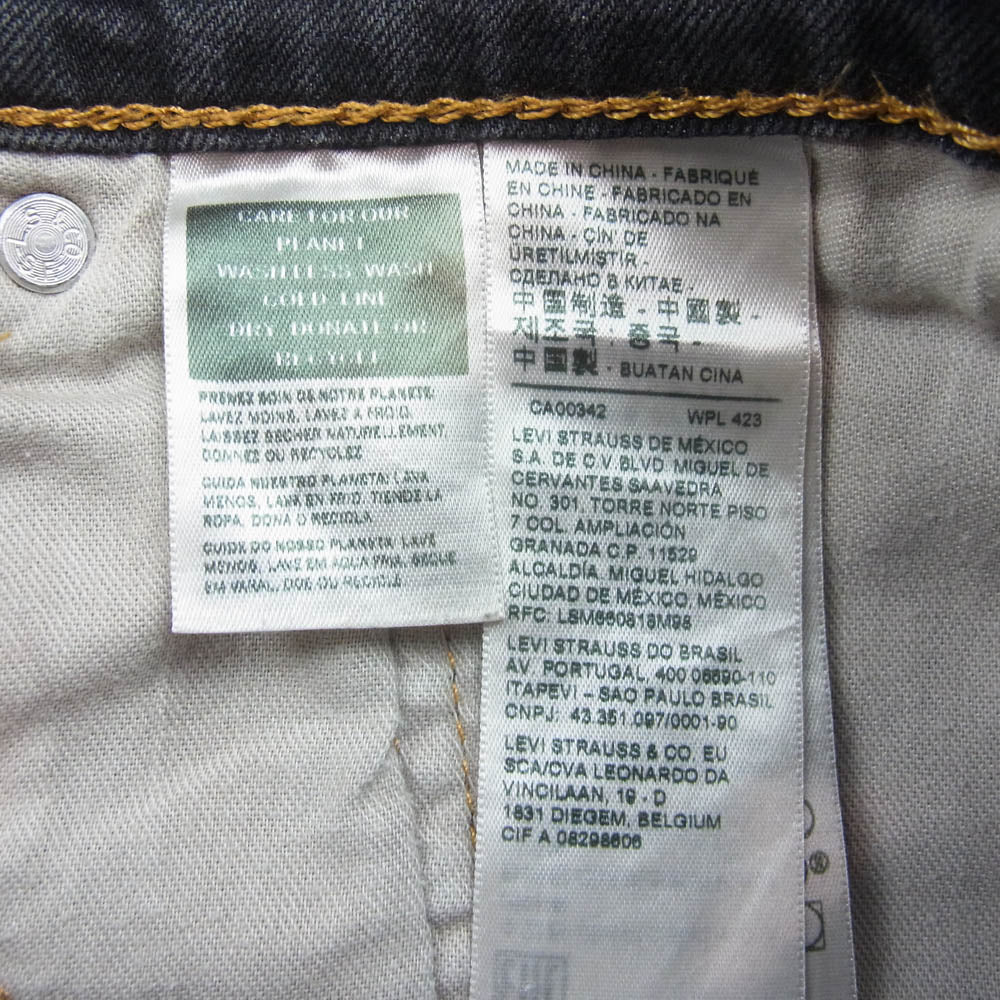 CARE FOR OUR
PLANET
WASH LESS WASH
COLD LINE
DRY DONATE OR
RECYCLE
PRENEZ SOIN DE NOTRE PLANETE:
LAVEZ MOINS, LAVEZ A FROID,
LAISSEZ SECHER NATURELLEMENT,
DONNEZ OU RECYCLEZ
CUIDA NUESTRO PLANETA: LAVA
MENOS, LAVA EN FRIO, TIENDE LA
ROPA, DONA O RECICLA
CUIDE DO NOSSO PLANETA: LAVE
MENOS, LAVE EM AGUA FRIA, SEQUE
EM VARAL, DOE OU RECICLE
MADE IN CHINA - FABRIQUÉ
EN CHINE - FABRICADO EN
CHINA - FABRICADO NA
CHINA - ÇIN' DE
ÜRETILMISTIR -
СДЕЛАНО В КИТАЕ -
中國制造 - 中國製 -
제조국 : 중국 -
中國製 - BUATAN CINA
CA00342 WPL 423
LEVI STRAUSS DE MÉXICO
S.A. DE C.V. BLVD. MIGUEL DE
CERVANTES SAAVEDRA
NO. 301, TORRE NORTE PISO
7 COL. AMPLIACIÓN
GRANADA C.P. 11529
ALCALDÍA. MIGUEL HIDALGO
CIUDAD DE MÉXICO, MÉXICO
RFC: LSM660818M98
LEVI STRAUSS DO BRASIL
AV. PORTUGAL, 400 06690-110
ITAPEVI – SAO PAULO BRASIL
CNPJ: 43.351.097/0001-90
LEVI STRAUSS & CO. EU
SCA/CVA LEONARDO DA
VINCILAAN, 19 - D
1831 DIEGEM, BELGIUM
CIF A 08298606